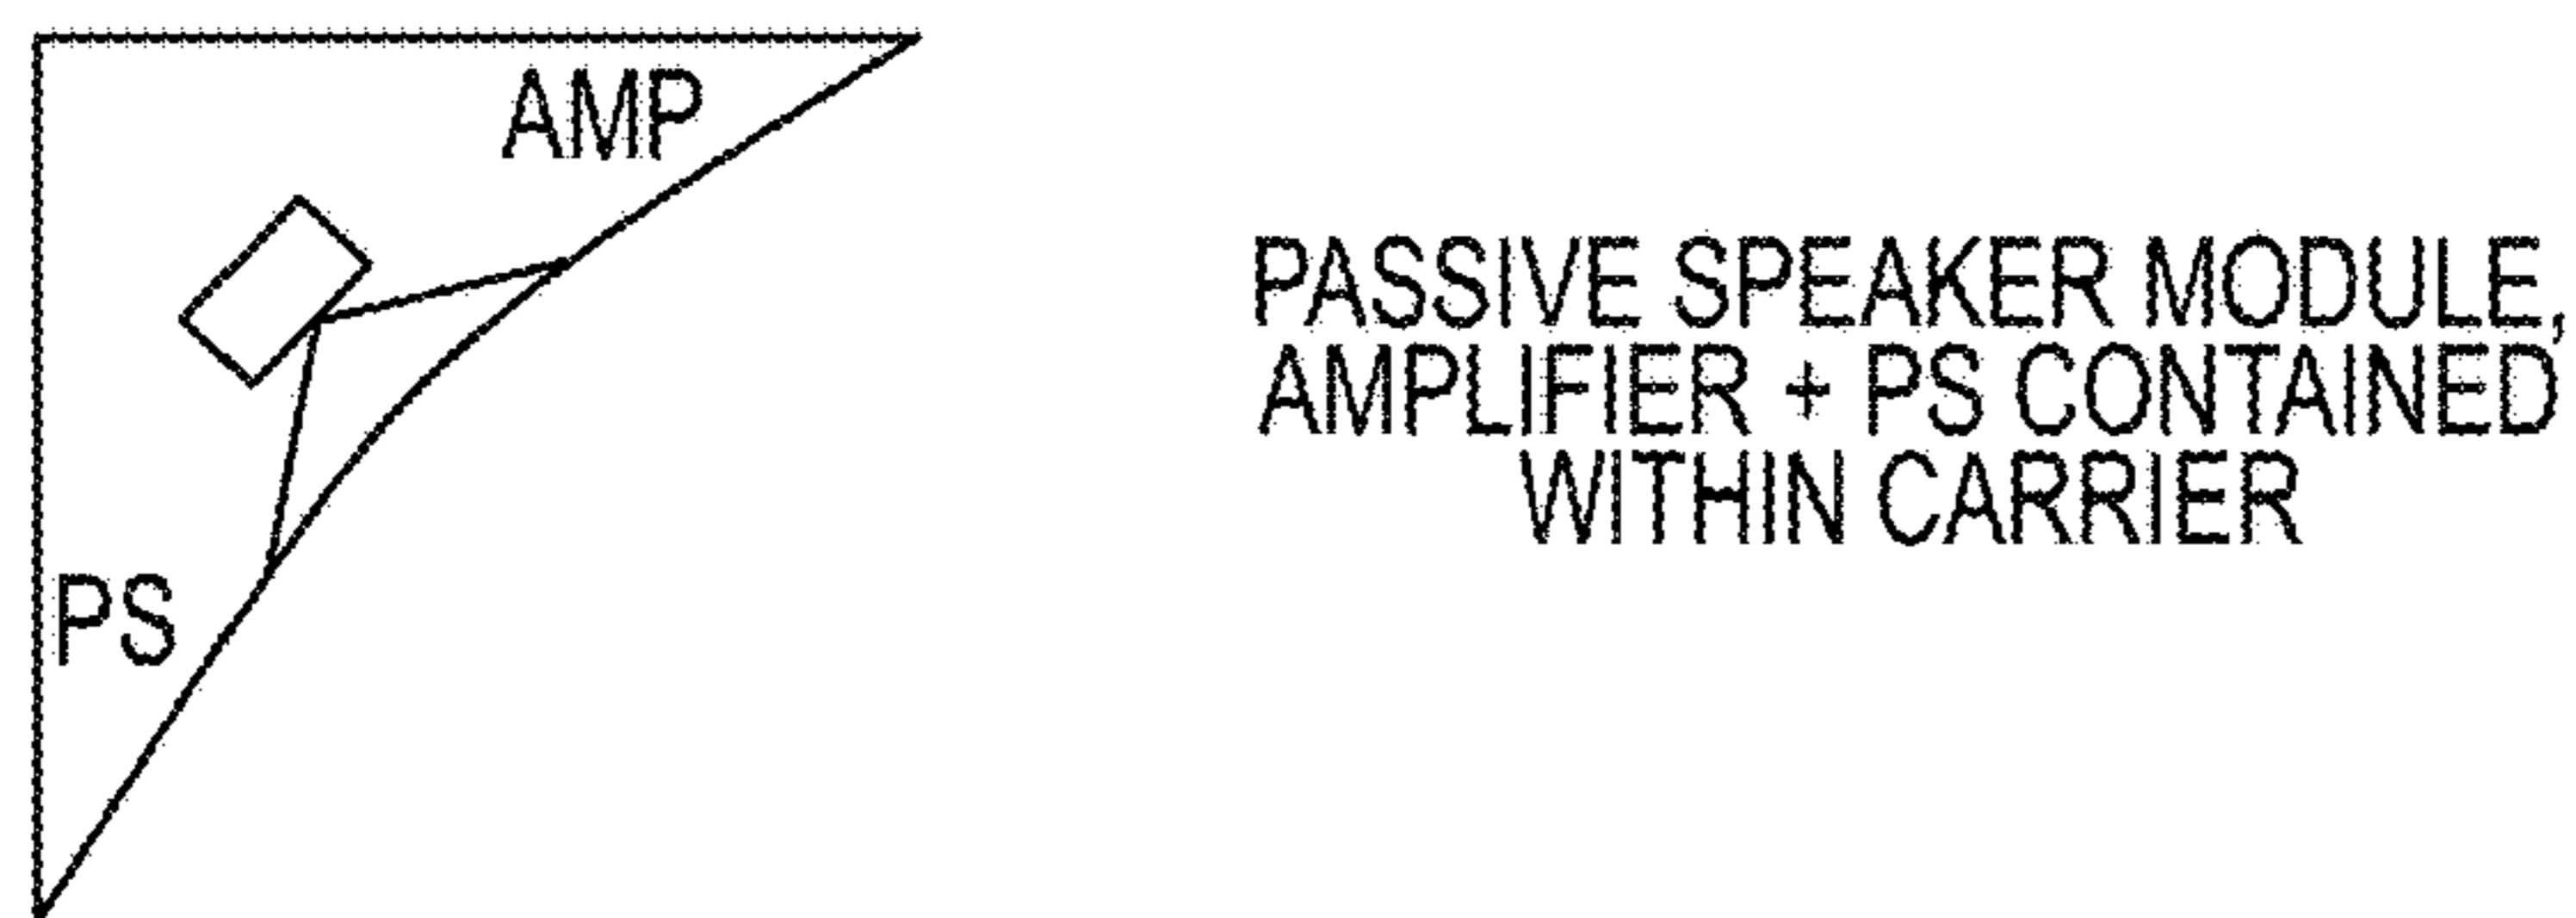 AMP
PASSIVE SPEAKER MODULE,
AMPLIFIER + PS CONTAINED
WITHIN CARRIER
PS